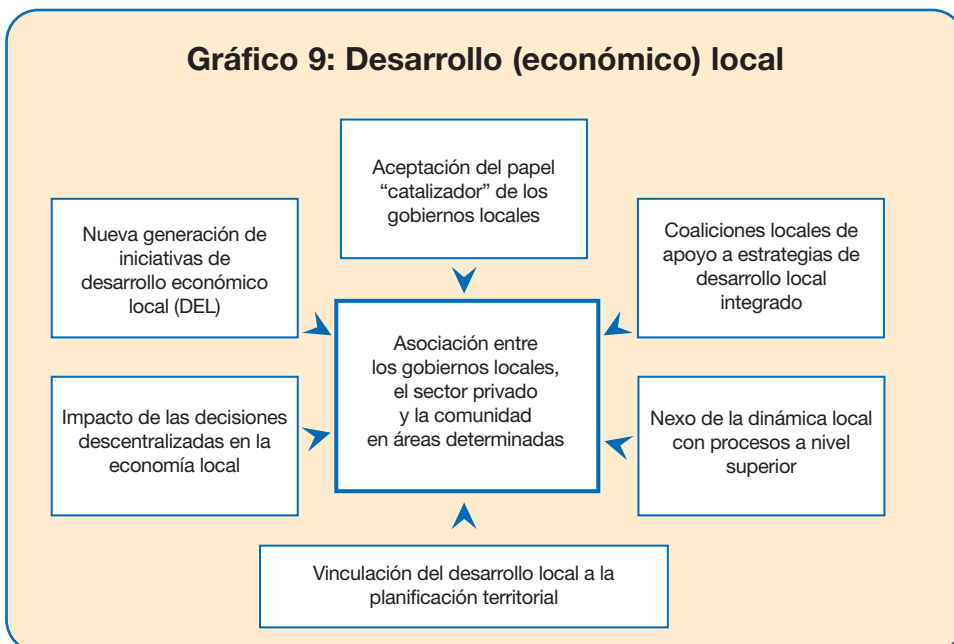 Gráfico 9: Desarrollo (económico) local
Aceptación del papel
“catalizador” de los
gobiernos locales
Nueva generación de
iniciativas de
desarrollo económico
local (DEL)
Coaliciones locales de
apoyo a estrategias de
desarrollo local
integrado
Asociación entre
los gobiernos locales,
el sector privado
y la comunidad
en áreas determinadas
Impacto de las decisiones
descentralizadas en la
economía local
Nexo de la dinámica local
con procesos a nivel
superior
Vinculación del desarrollo local a la
planificación territorial